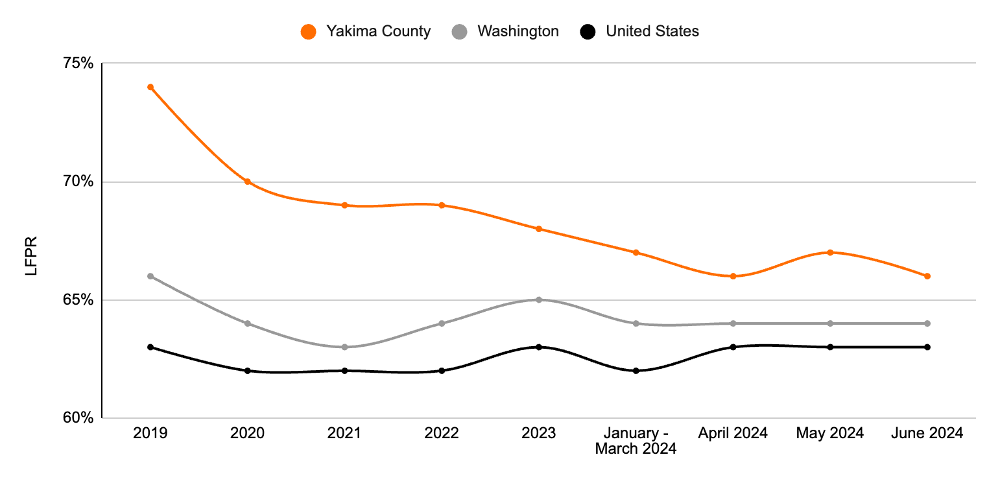 Yakima County Washington United States
75%
70%
65%
60%
LFPR
2019 2020 2021 2022 2023 January - April 2024 May 2024 June 2024
March 2024